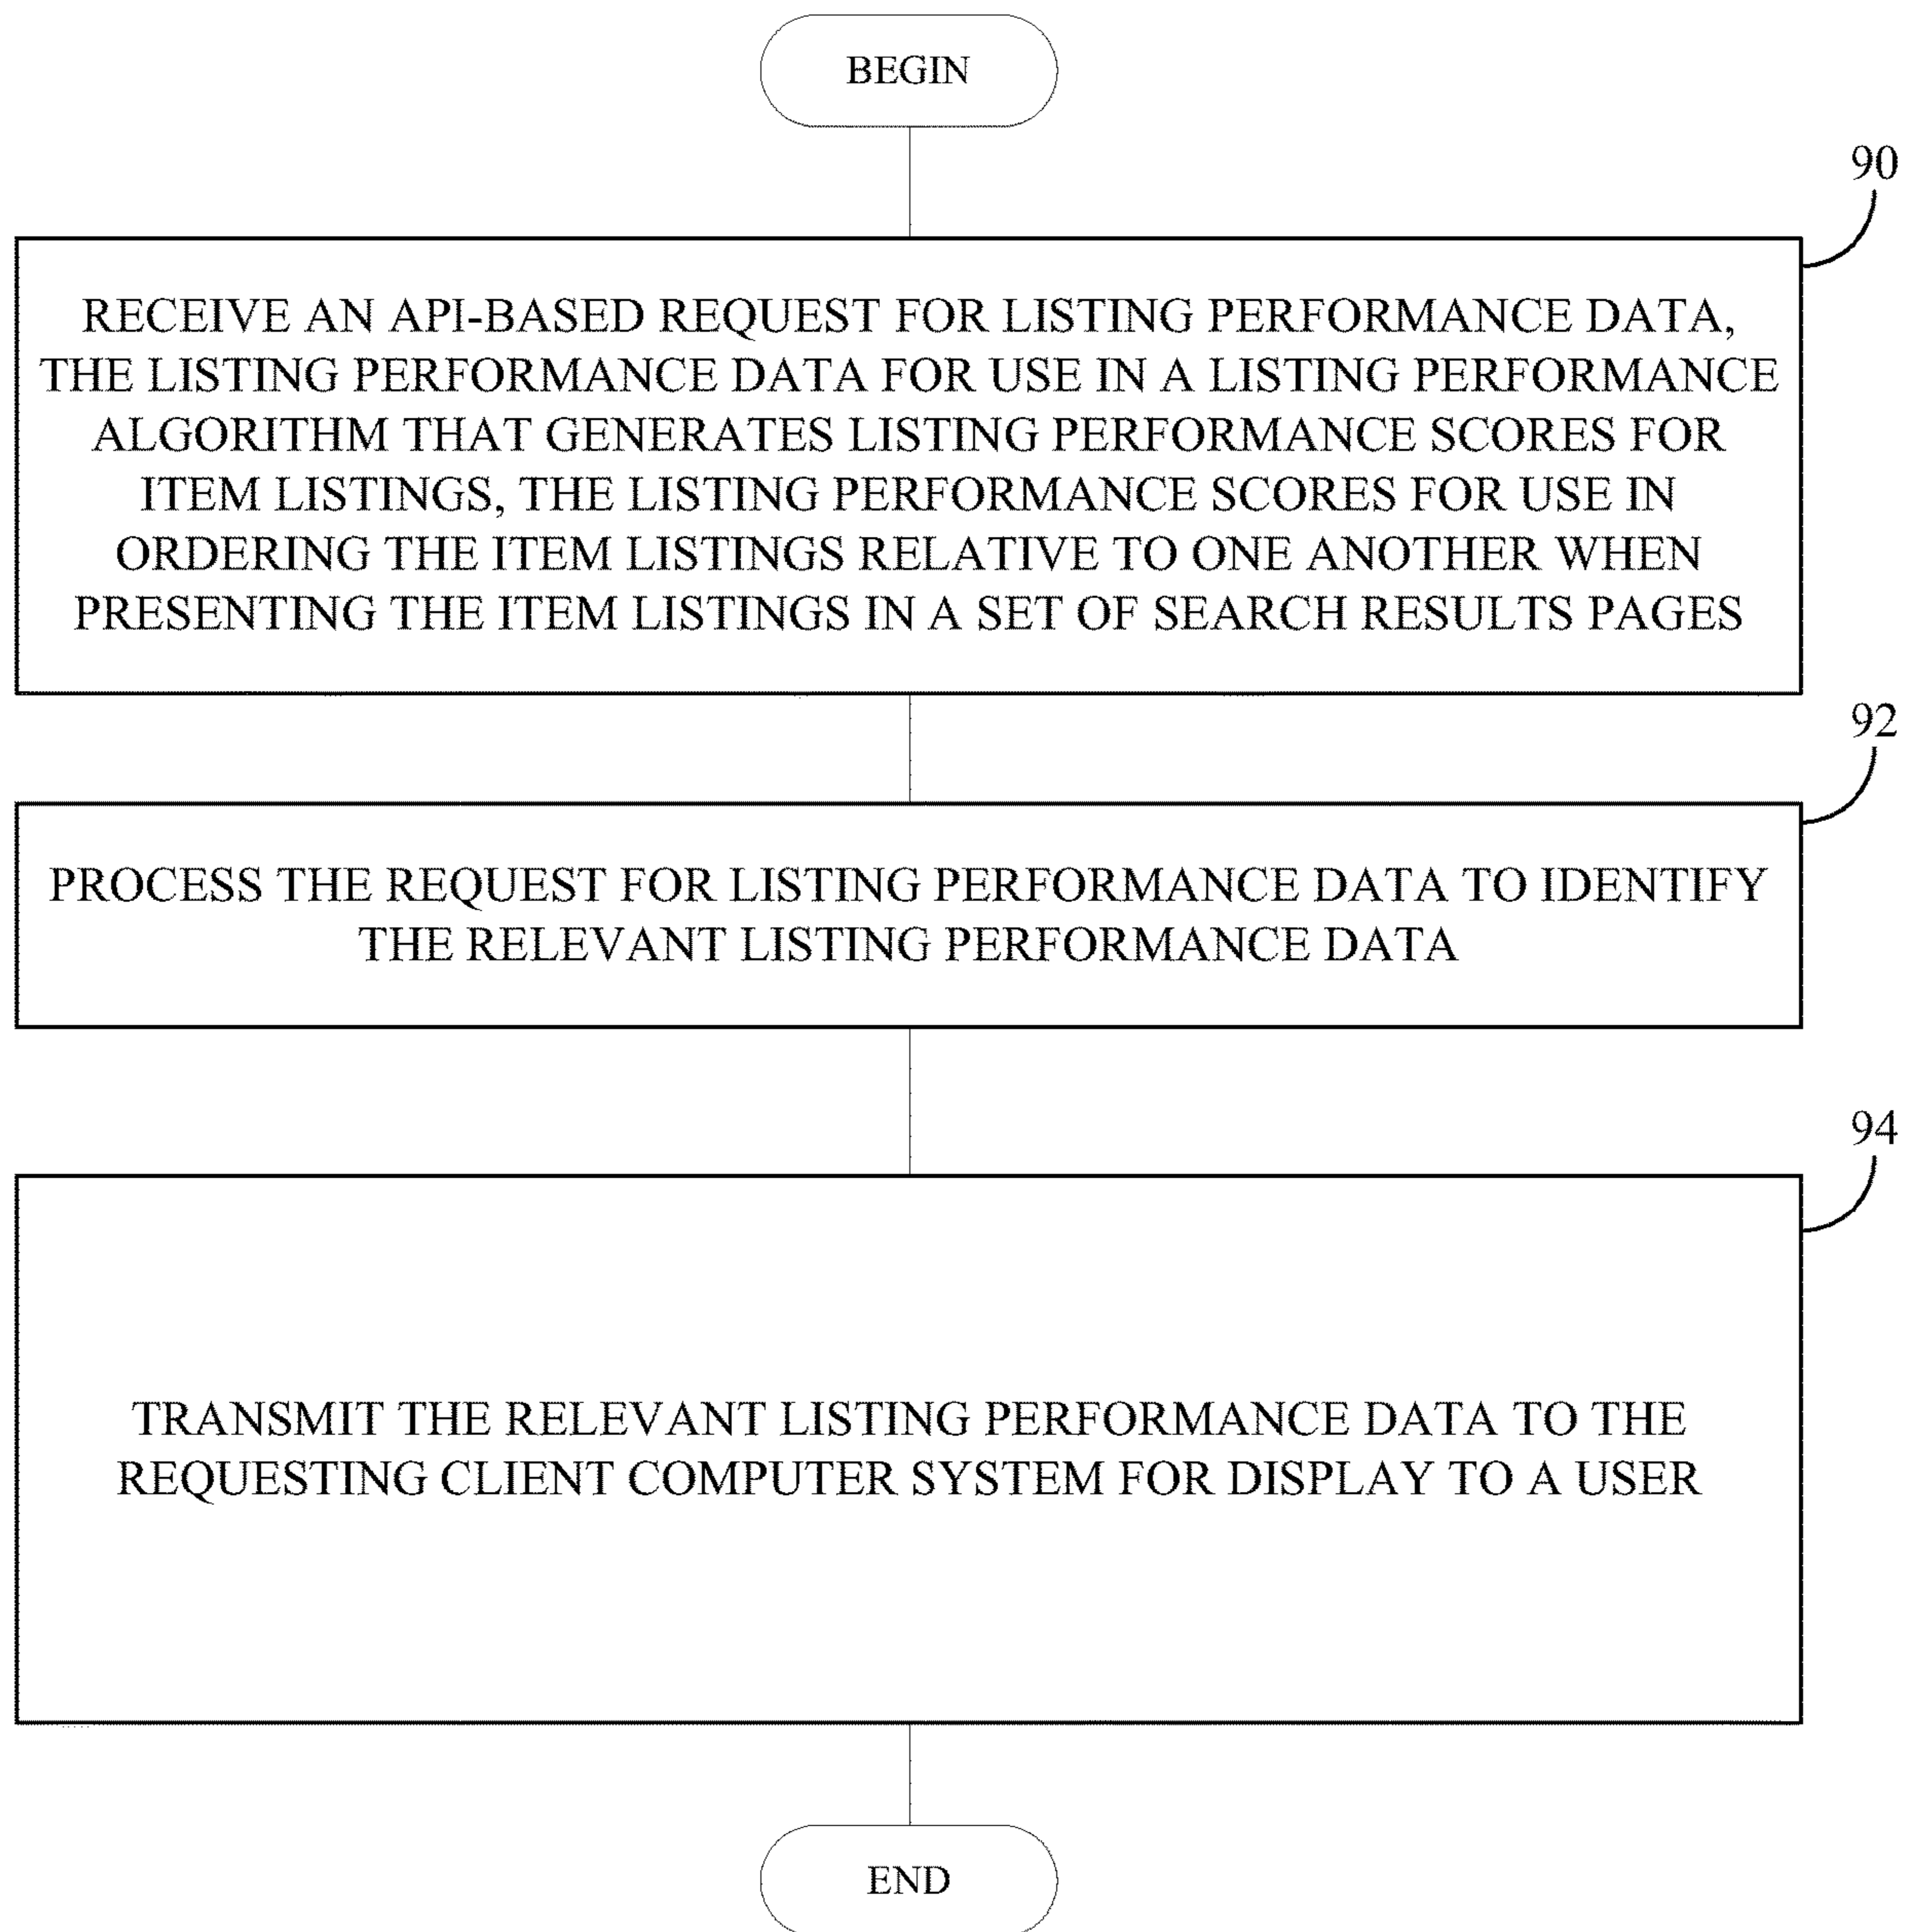 BEGIN
90
RECEIVE AN API-BASED REQUEST FOR LISTING PERFORMANCE DATA,
THE LISTING PERFORMANCE DATA FOR USE IN A LISTING PERFORMANCE
ALGORITHM THAT GENERATES LISTING PERFORMANCE SCORES FOR
ITEM LISTINGS, THE LISTING PERFORMANCE SCORES FOR USE IN
ORDERING THE ITEM LISTINGS RELATIVE TO ONE ANOTHER WHEN
PRESENTING THE ITEM LISTINGS IN A SET OF SEARCH RESULTS PAGES
92
PROCESS THE REQUEST FOR LISTING PERFORMANCE DATA TO IDENTIFY
THE RELEVANT LISTING PERFORMANCE DATA
94
TRANSMIT THE RELEVANT LISTING PERFORMANCE DATA TO THE
REQUESTING CLIENT COMPUTER SYSTEM FOR DISPLAY TO A USER
END